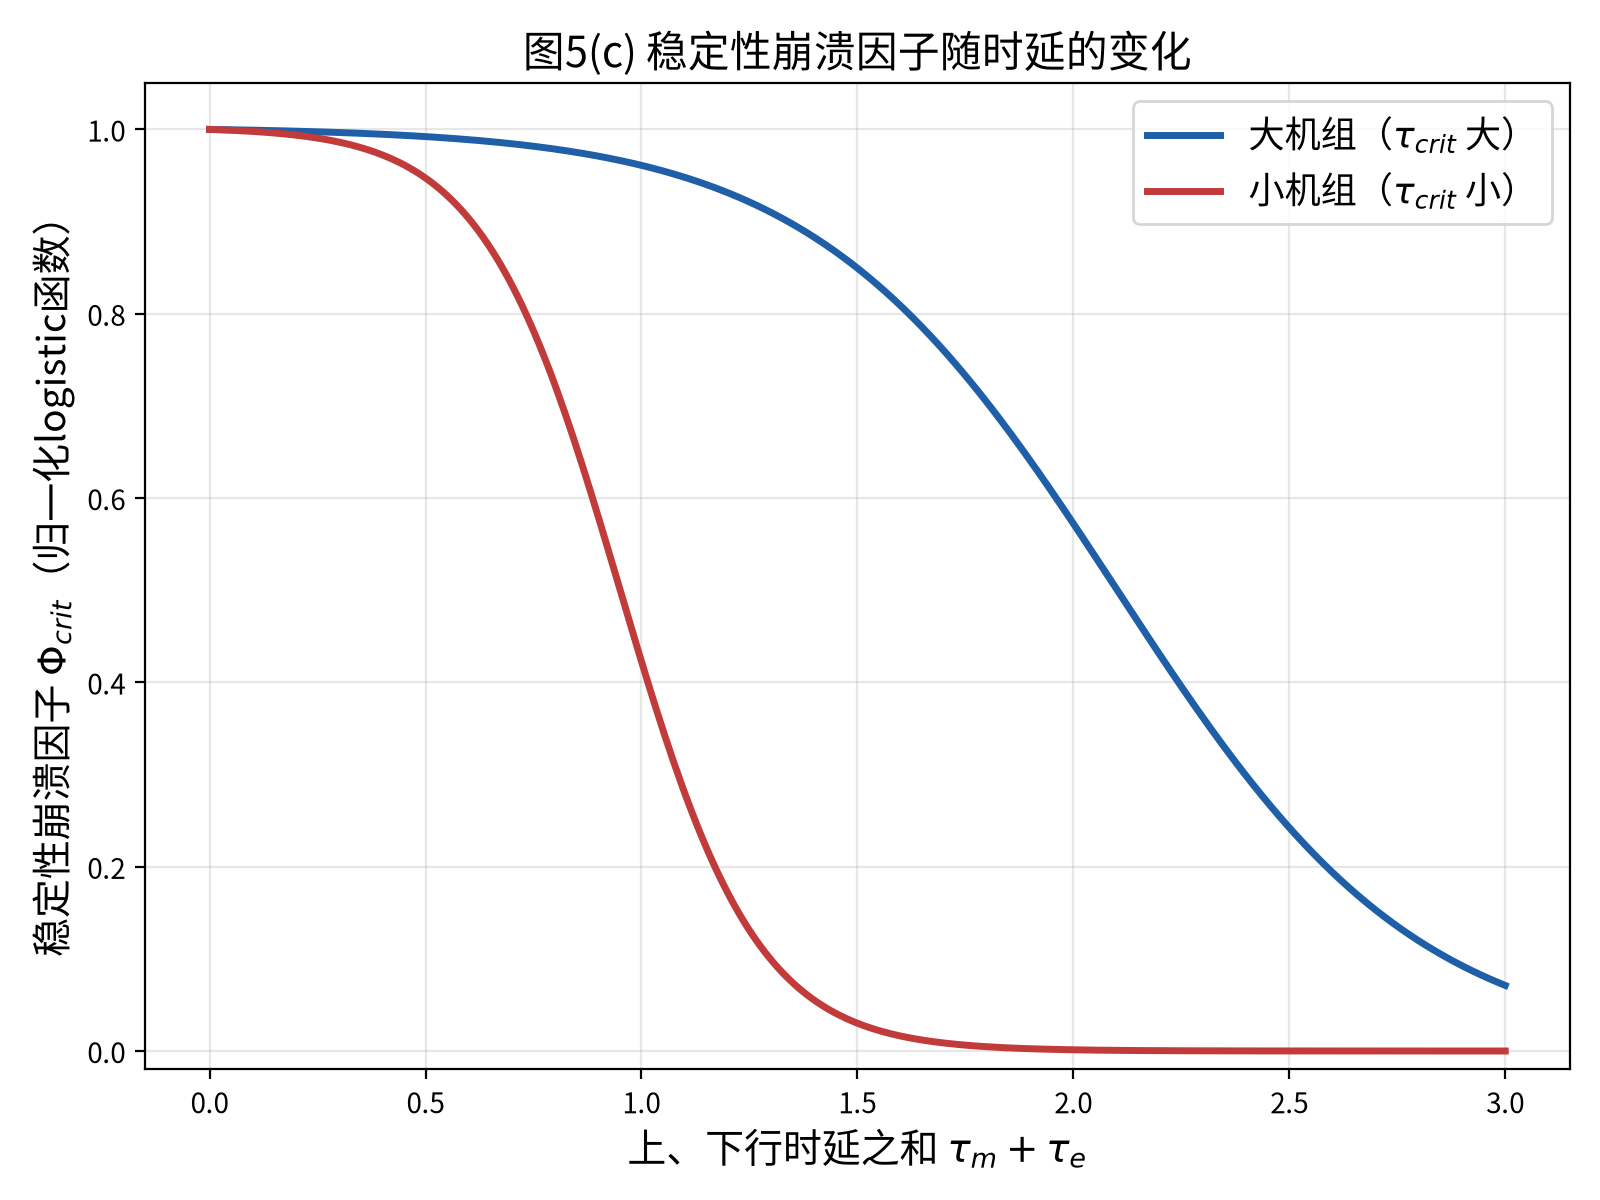 图5(c) 稳定性崩溃因子随时延的变化
大机组（τcrit 大）
小机组（τcrit 小）
稳定性崩溃因子 Φcrit （归一化logistic函数）
1.0
0.8
0.6
0.4
0.2
0.0
0.0 0.5 1.0 1.5 2.0 2.5 3.0
上、下行时延之和 τm + τe